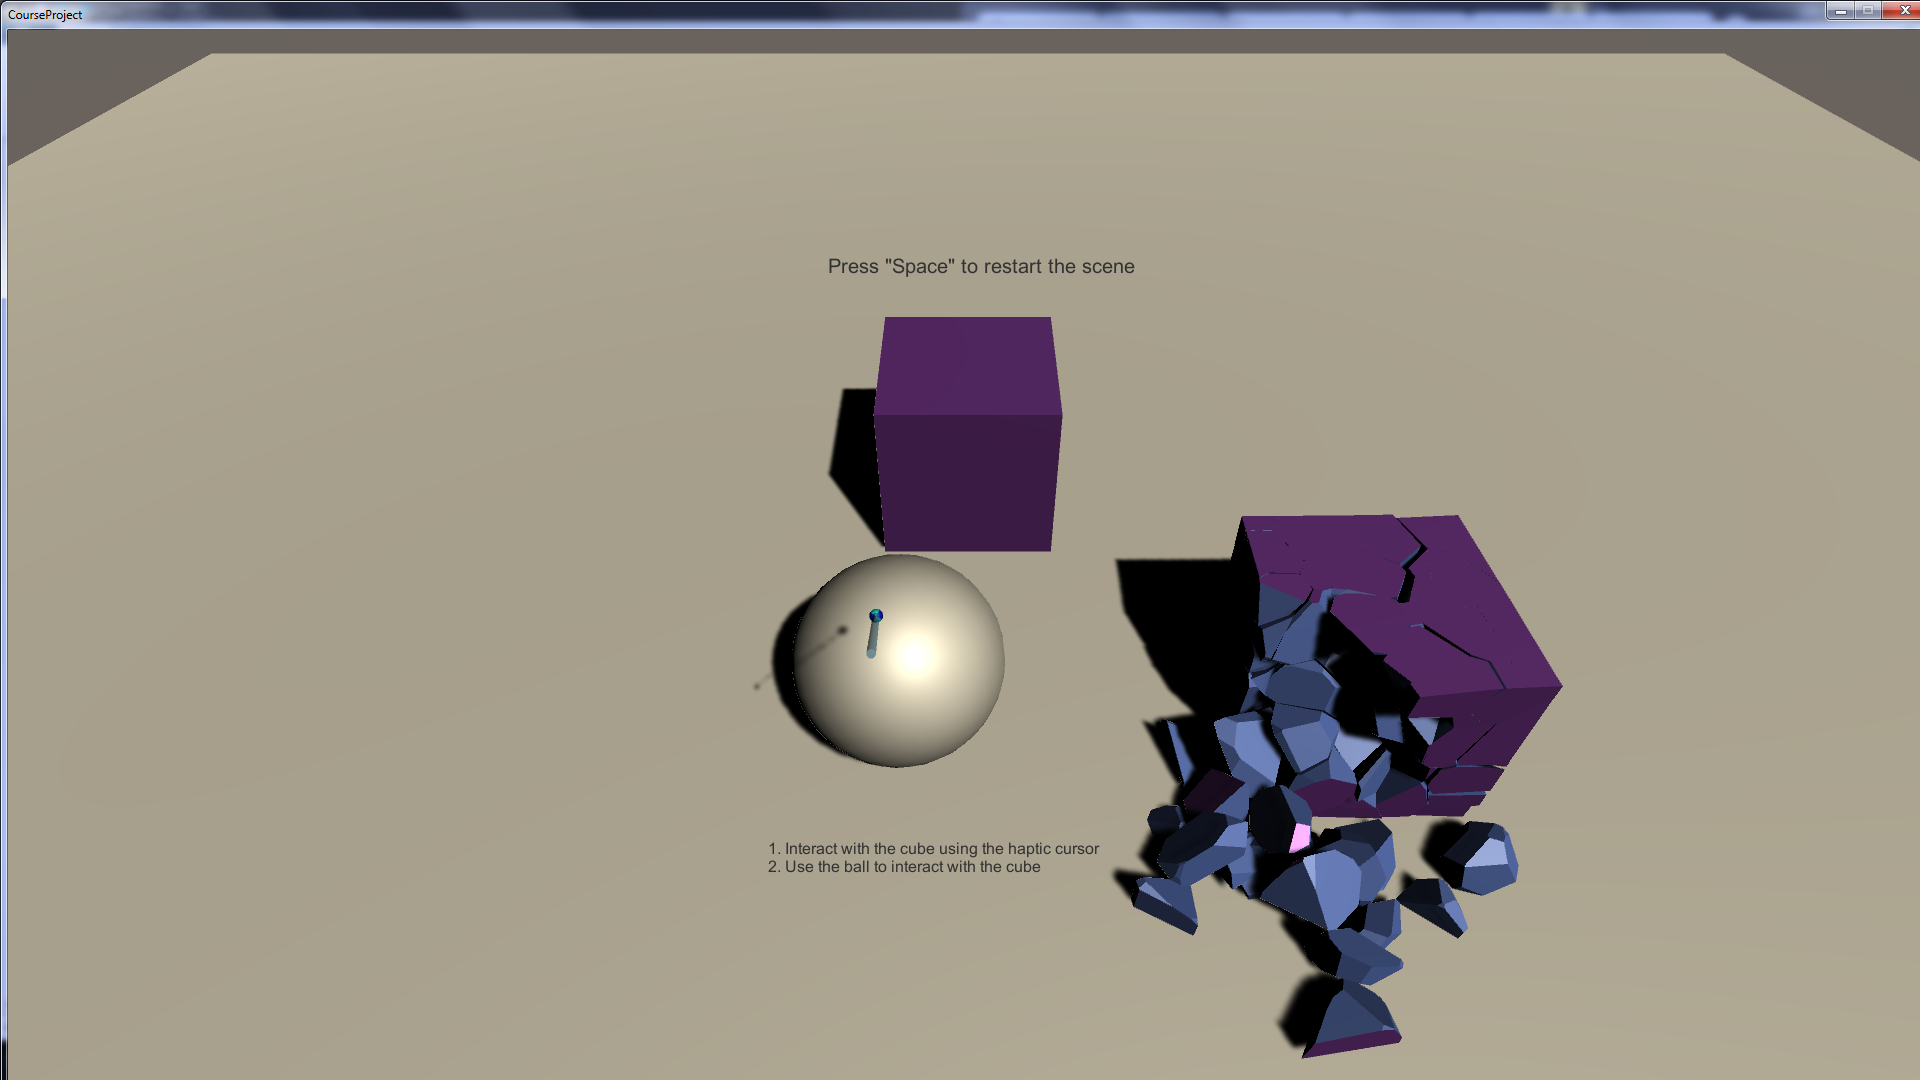 CourseProject
Press "Space" to restart the scene
1. Interact with the cube using the haptic cursor
2. Use the ball to interact with the cube